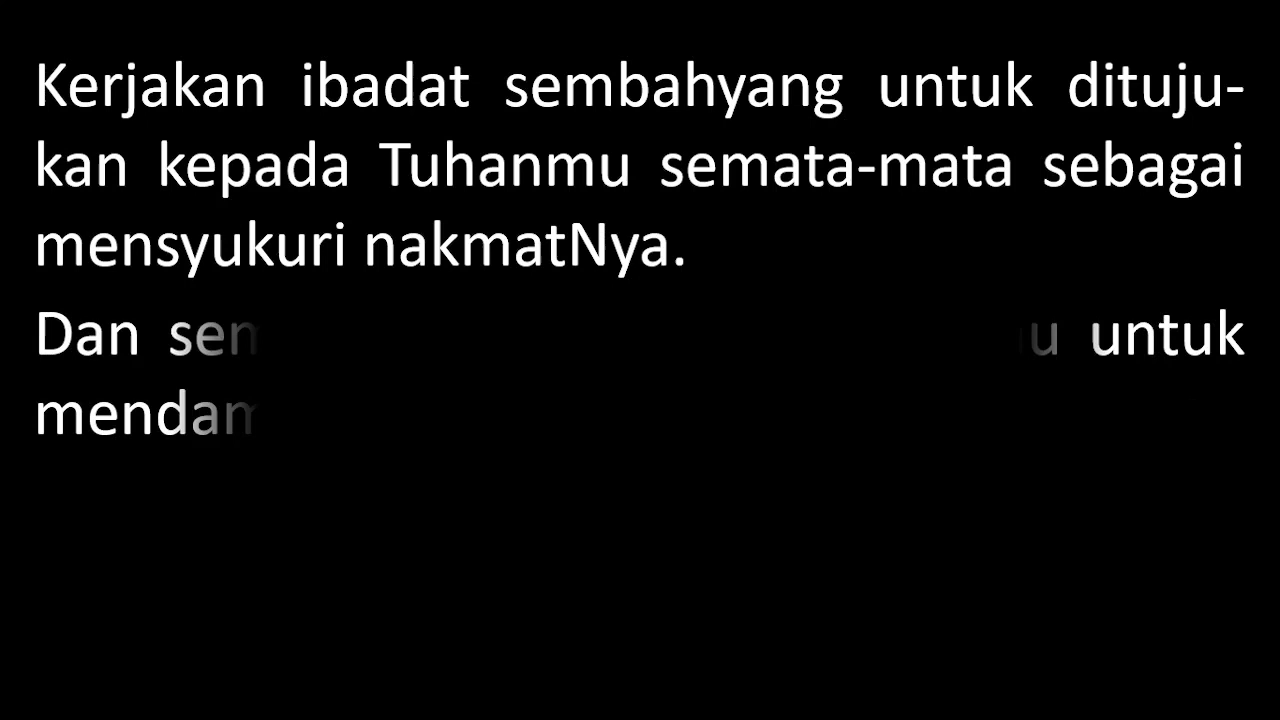 Kerjakan ibadat sembahyang untuk dituju-
kan kepada Tuhanmu semata-mata sebagai
mensyukuri nakmatNya.
Dan untuk